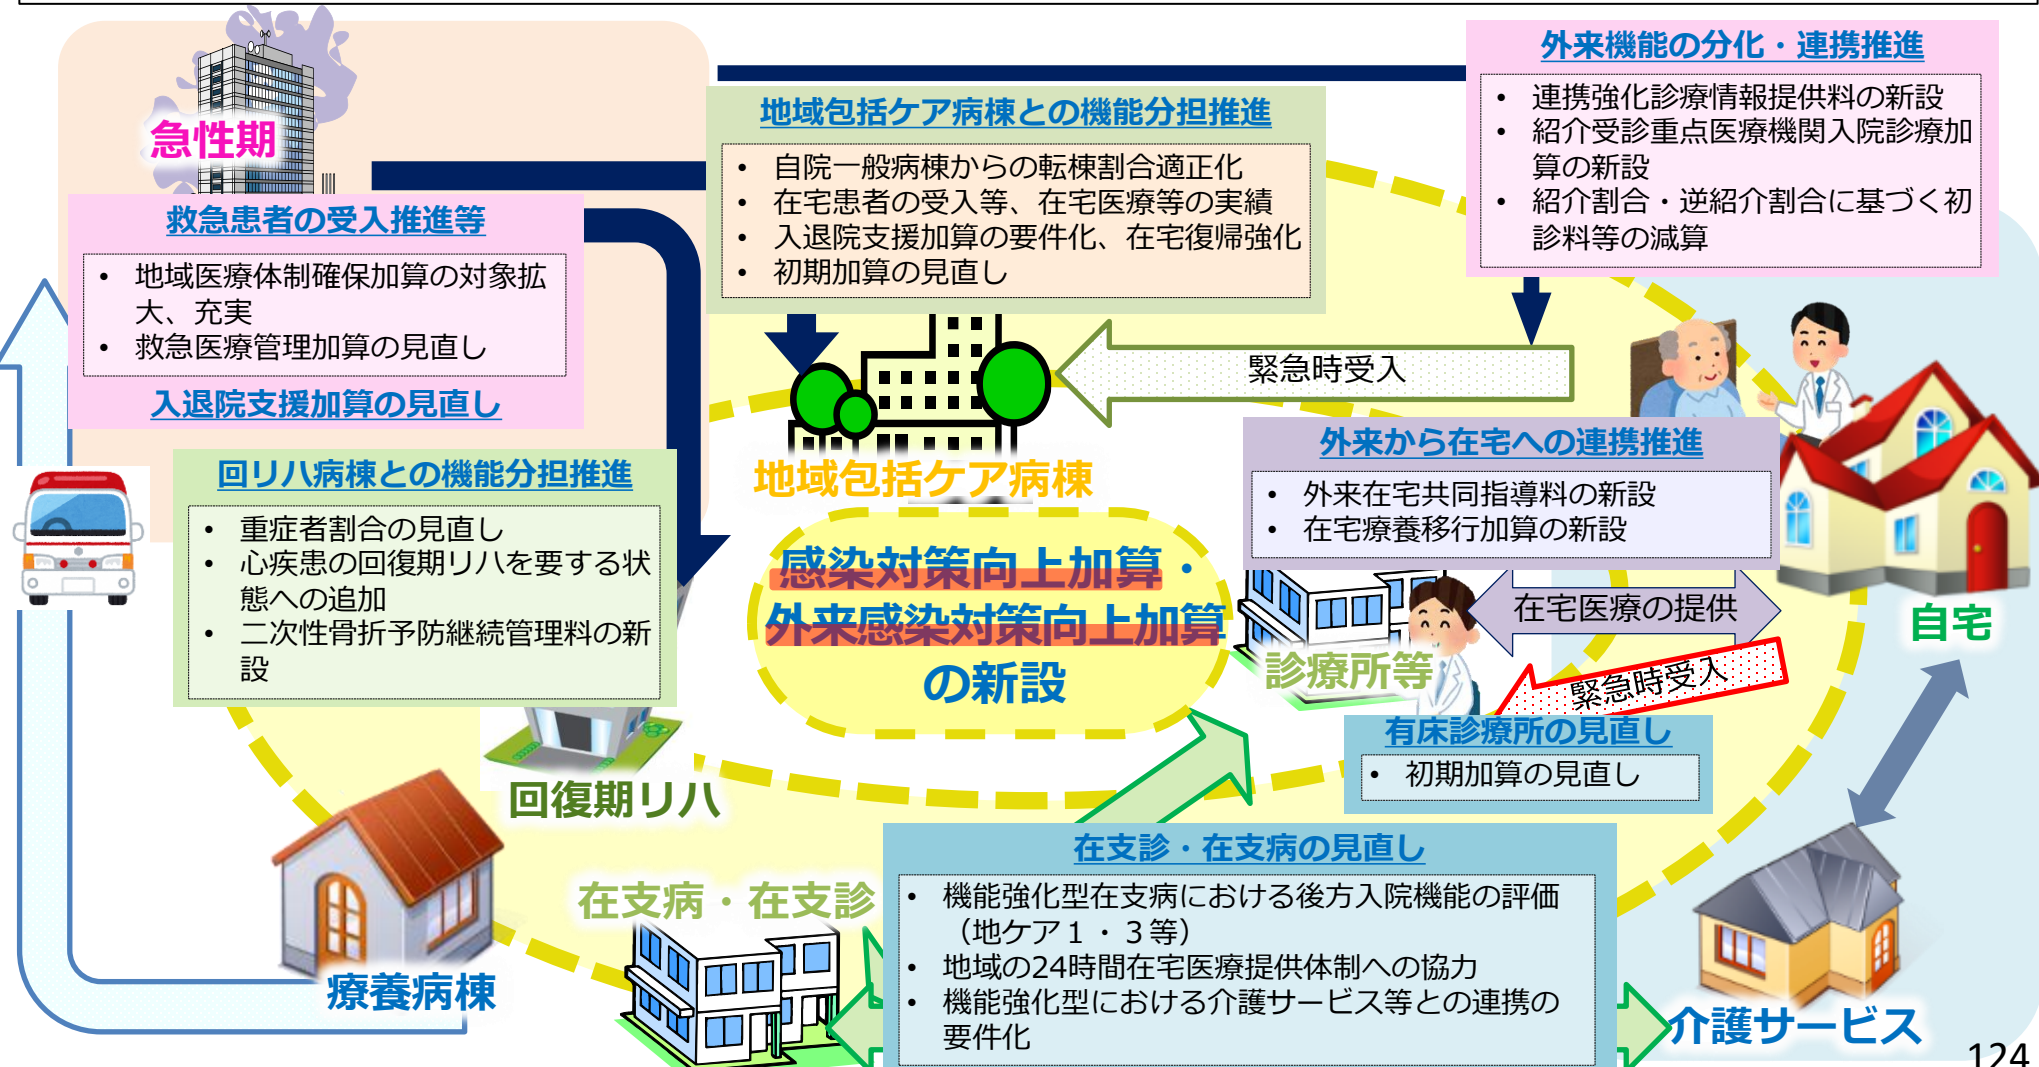 外来機能の分化・連携推進
• 連携強化診療情報提供料の新設
• 紹介受診重点医療機関入院診療加
算の新設
• 紹介割合・逆紹介割合に基づく初
診料等の減算
地域包括ケア病棟との機能分担推進
• 自院一般病棟からの転棟割合適正化
• 在宅患者の受入等、在宅医療等の実績
• 入退院支援加算の要件化、在宅復帰強化
• 初期加算の見直し
急性期
救急患者の受入推進等
• 地域医療体制確保加算の対象拡
大、充実
• 救急医療管理加算の見直し
入退院支援加算の見直し
緊急時受入
地域包括ケア病棟
外来から在宅への連携推進
• 外来在宅共同指導料の新設
• 在宅療養移行加算の新設
回リハ病棟との機能分担推進
• 重症者割合の見直し
• 心疾患の回復期リハを要する状
態への追加
• 二次性骨折予防継続管理料の新
設
感染対策向上加算・
外来感染対策向上加算
の新設
在宅医療の提供
自宅
診療所等
緊急時受入
有床診療所の見直し
• 初期加算の見直し
回復期リハ
在支診・在支病の見直し
• 機能強化型在支病における後方入院機能の評価
（地ケア１・３等）
• 地域の24時間在宅医療提供体制への協力
• 機能強化型における介護サービス等との連携の
要件化
在支病・在支診
療養病棟
介護サービス
124